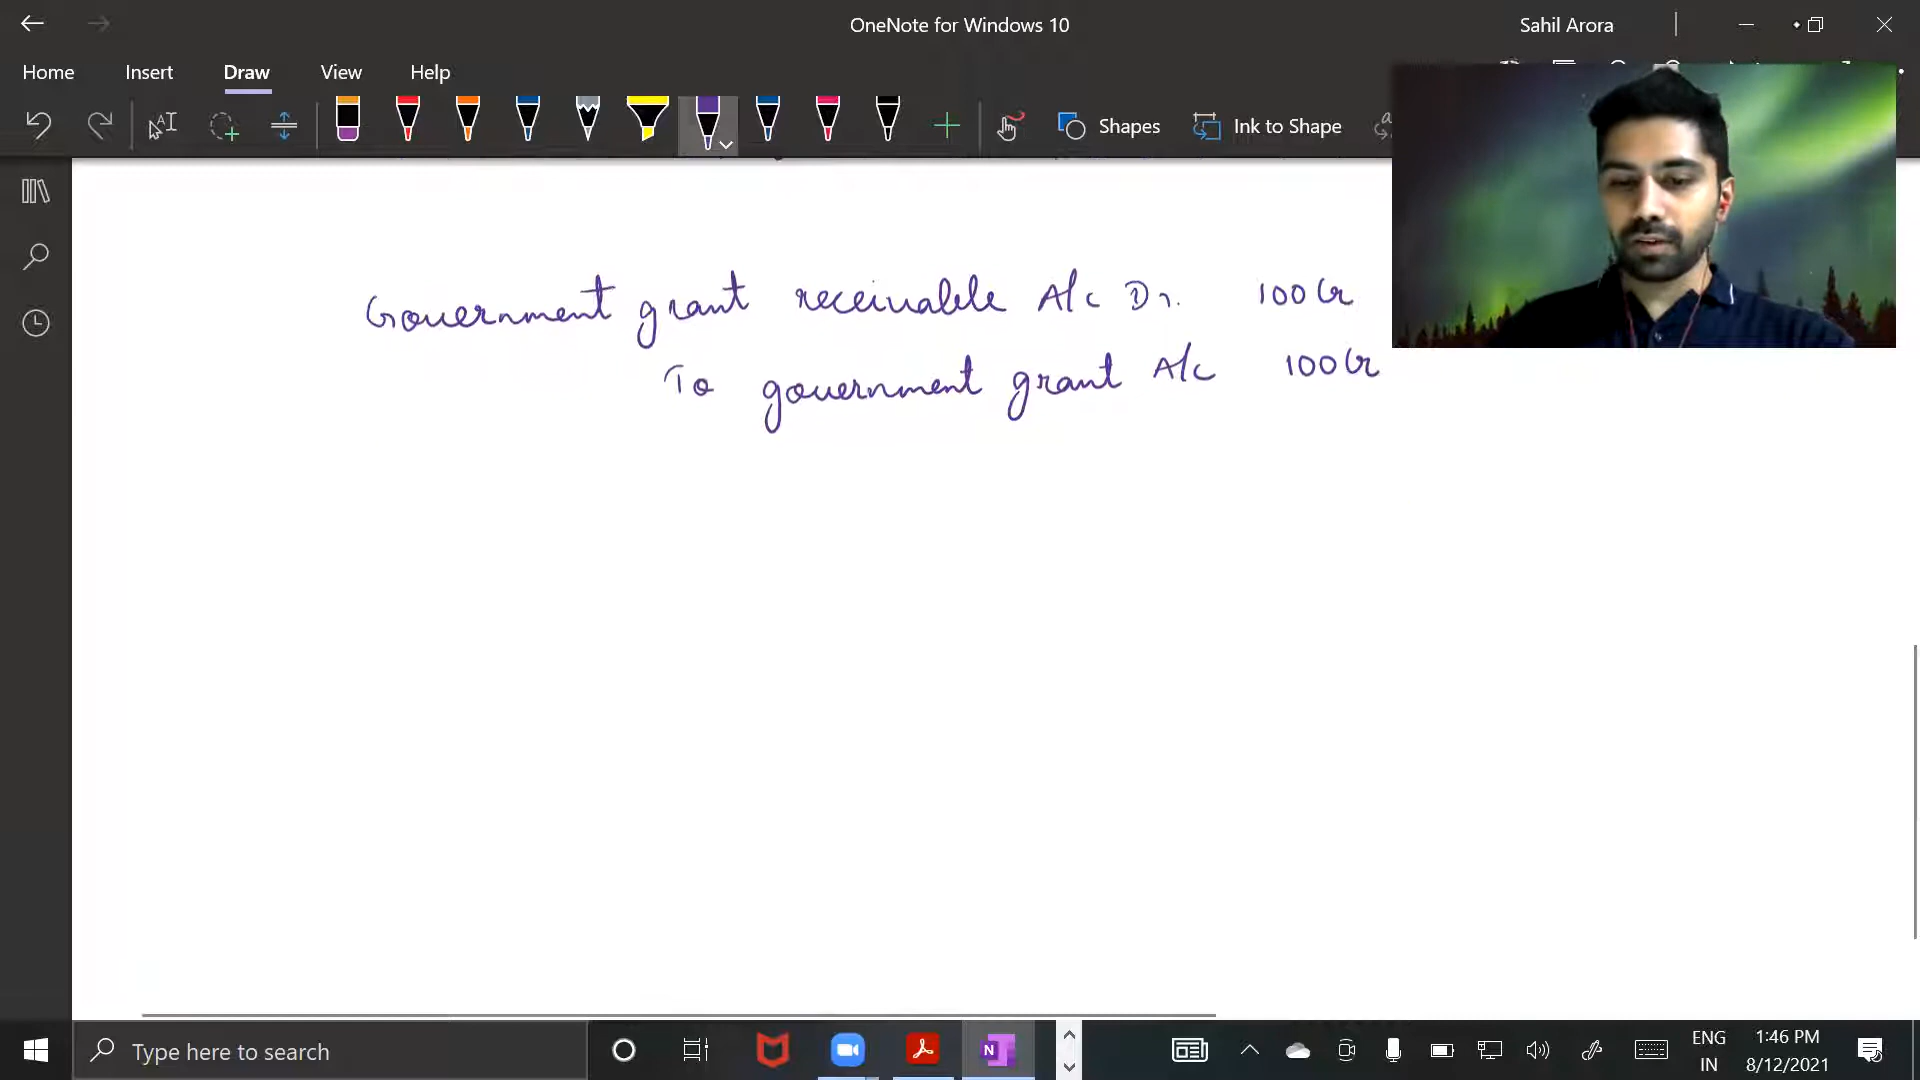 OneNote for Windows 10
Sahil Arora
Home Insert Draw View Help
Shapes Ink to Shape
Government grant receivable A/c Dr. 100 Cr
To government grant A/c 100 Cr
Type here to search
ENG
IN
1:46 PM
8/12/2021